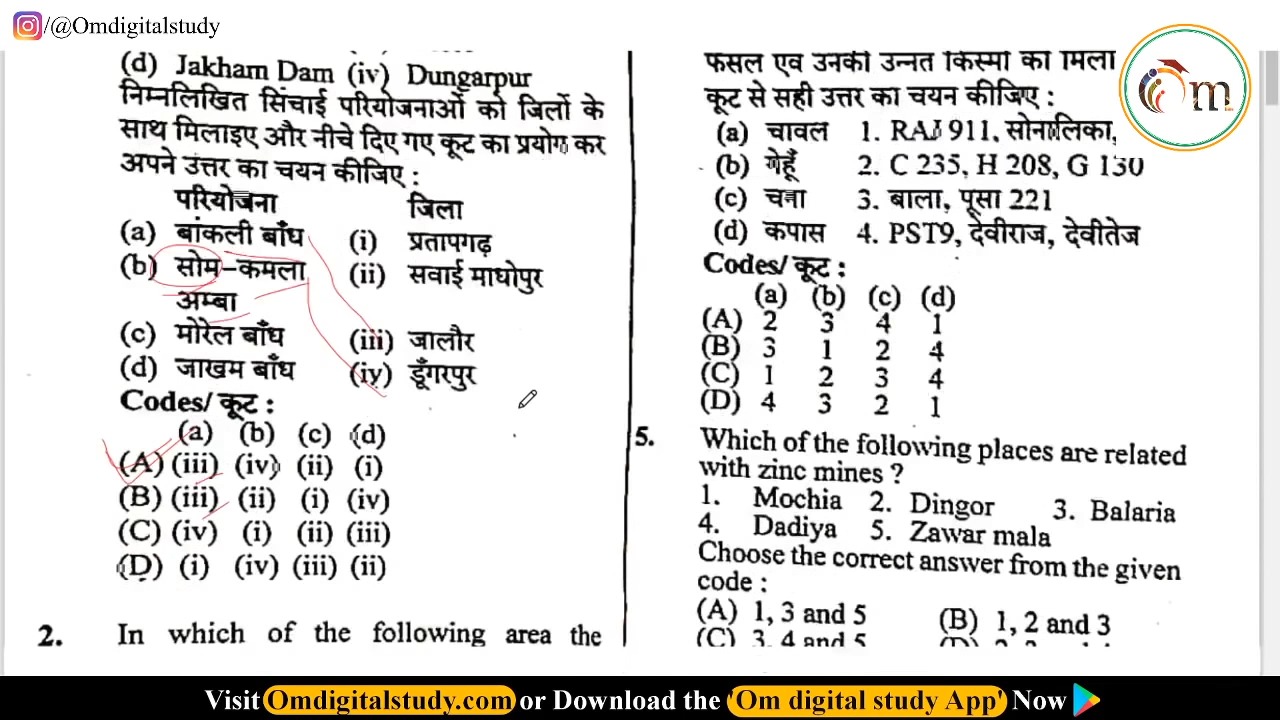 /@Omdigitalstudy
Om
(d) Jakham Dam (iv) Dungarpur
निम्नलिखित सिंचाई परियोजनाओं को जिलों के
साथ मिलाइए और नीचे दिए गए कूट का प्रयोग कर
अपने उत्तर का चयन कीजिए :
परियोजना जिला
(a) बांकली बाँध (i) प्रतापगढ़
(b) सोम-कमला (ii) सवाई माधोपुर
अम्बा
(c) मोरेल बाँध (iii) जालौर
(d) जाखम बाँध (iv) डूँगरपुर
Codes/ कूट :
(a) (b) (c) (d)
(A) (iii) (iv) (ii) (i)
(B) (iii) (ii) (i) (iv)
(C) (iv) (i) (ii) (iii)
(D) (i) (iv) (iii) (ii)
2. In which of the following area the
फसल एवं उनकी उन्नत किस्मों का मिला
कूट से सही उत्तर का चयन कीजिए :
(a) चावल 1. RAJ 911, सोनालिका,
(b) गेहूँ 2. C 235, H 208, G 130
(c) चना 3. बाला, पूसा 221
(d) कपास 4. PST9, देवीराज, देवीतेज
Codes/ कूट :
(a) (b) (c) (d)
(A) 2 3 4 1
(B) 3 1 2 4
(C) 1 2 3 4
(D) 4 3 2 1
5. Which of the following places are related
with zinc mines ?
1. Mochia 2. Dingor 3. Balaria
4. Dadiya 5. Zawar mala
Choose the correct answer from the given
code :
(A) 1, 3 and 5 (B) 1, 2 and 3
(C) 3, 4 and 5
Visit Omdigitalstudy.com or Download the 'Om digital study App' Now